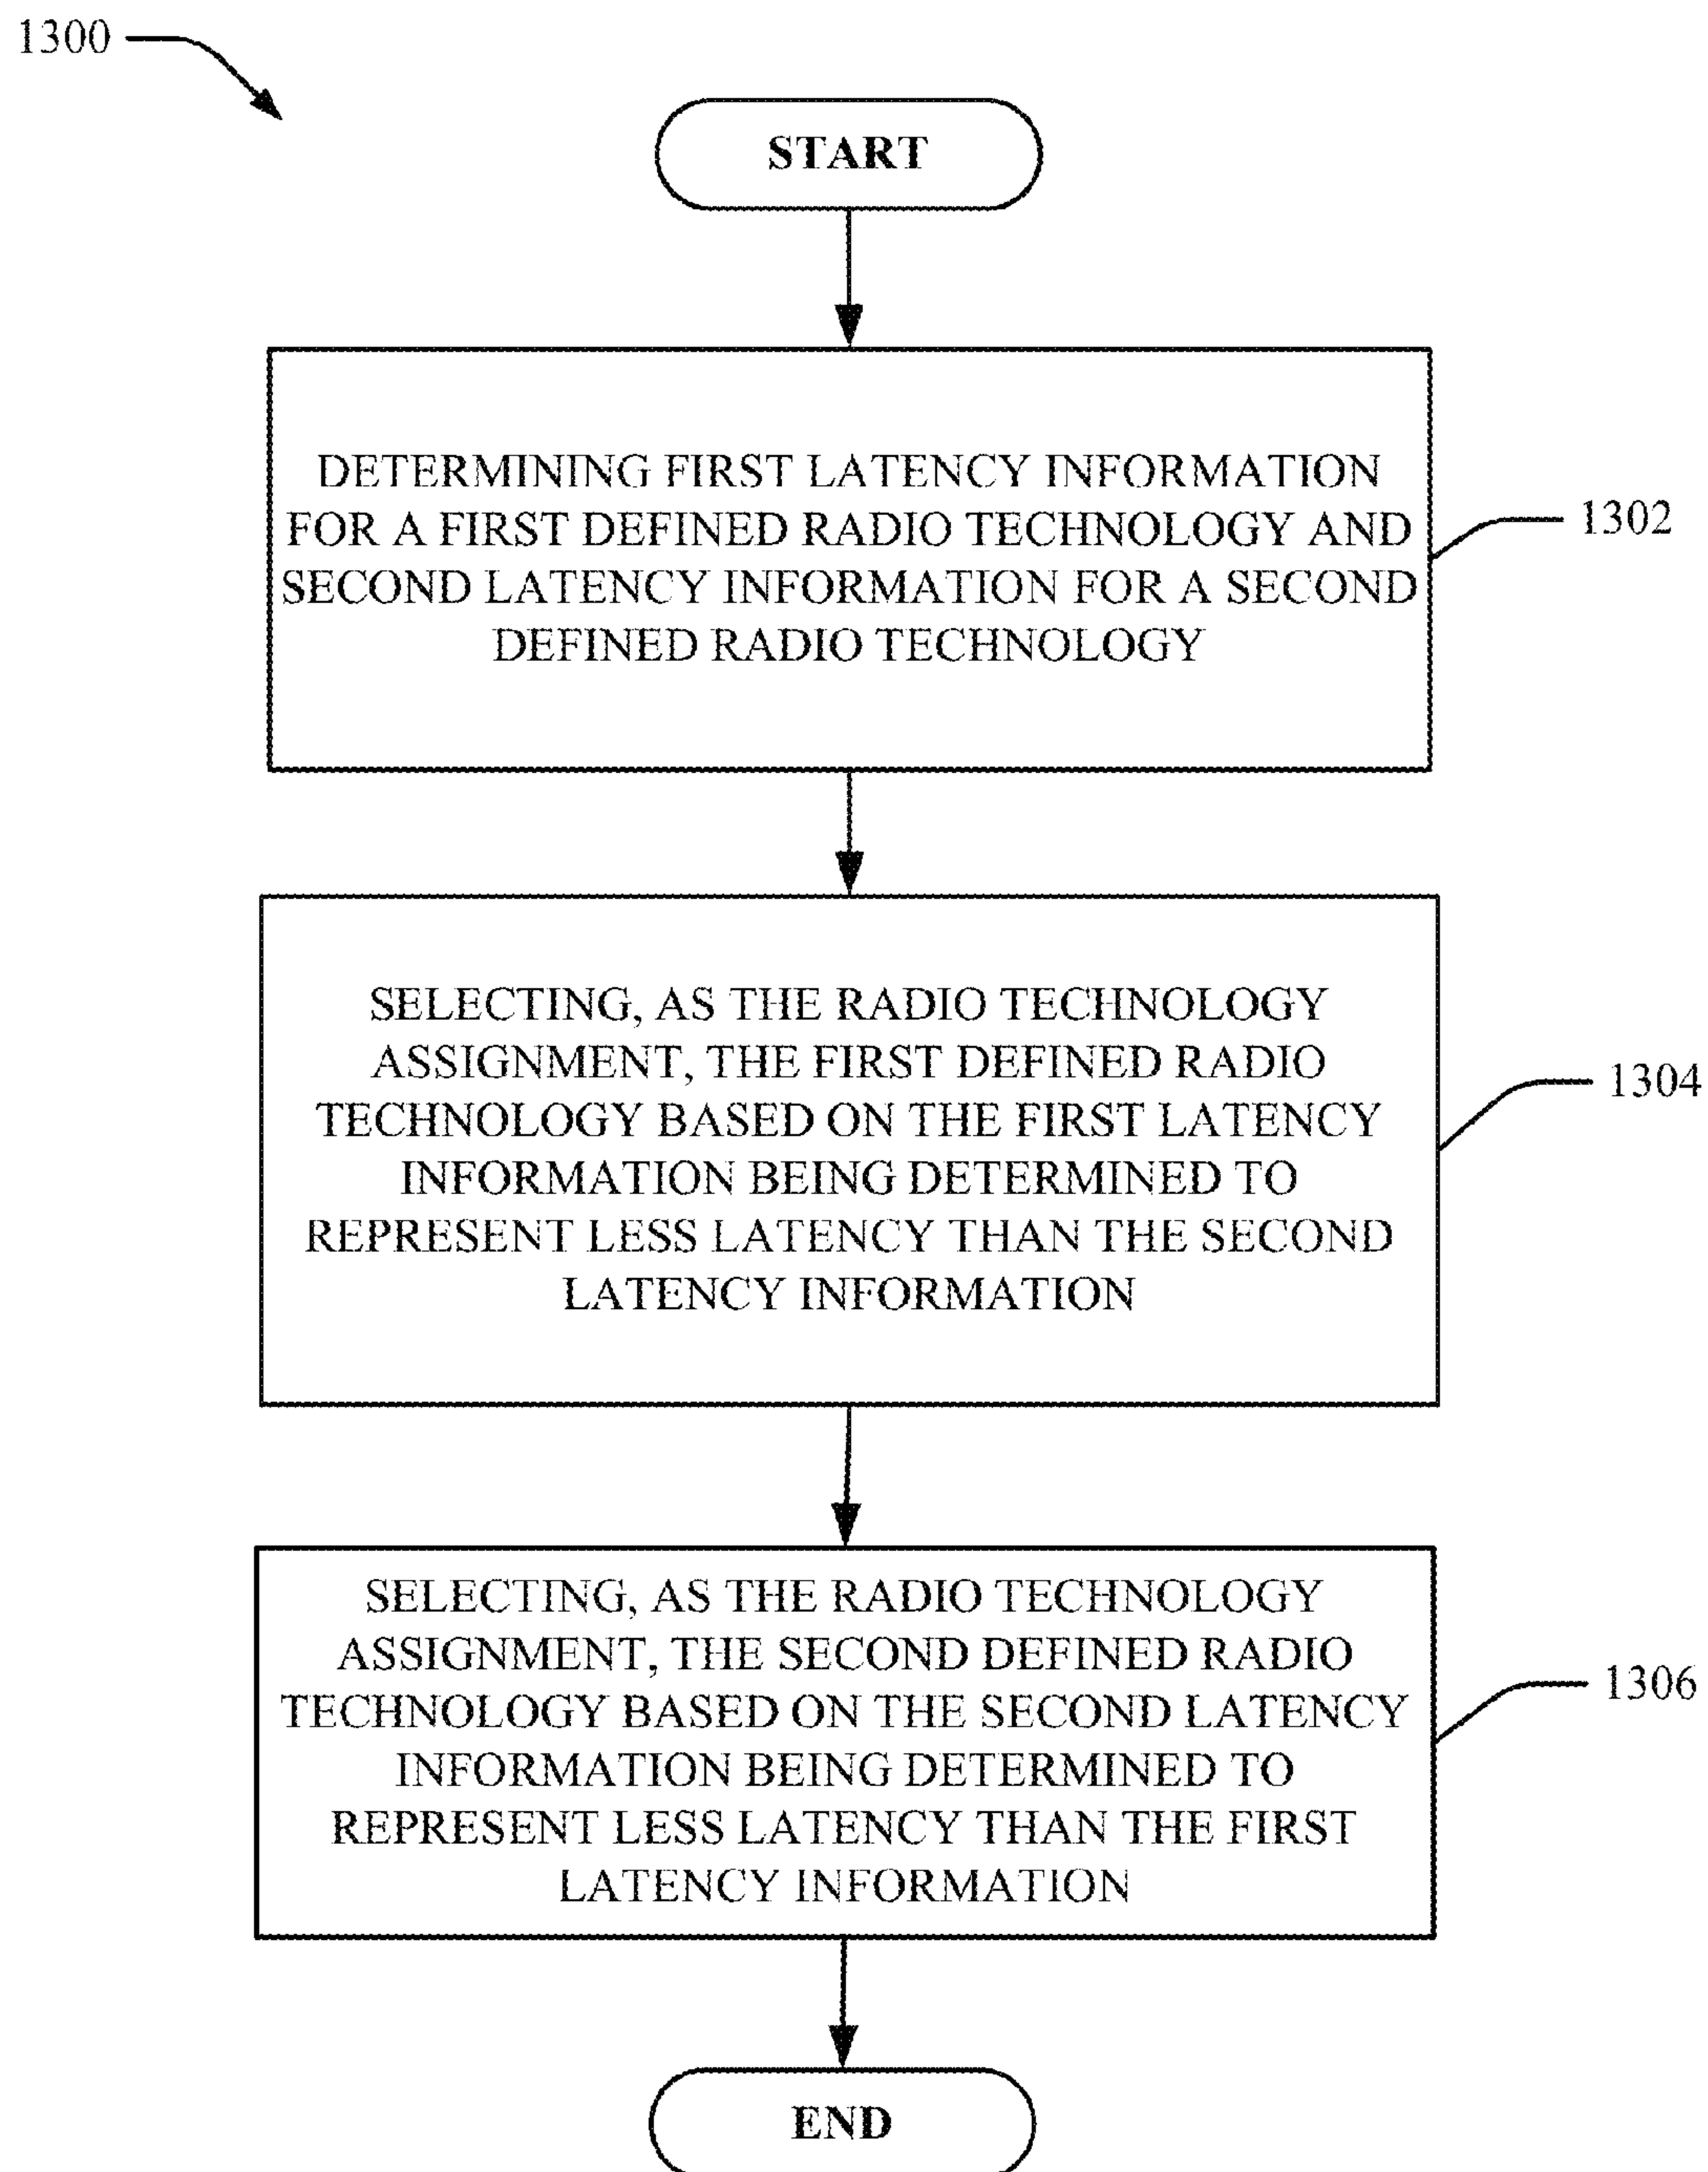 1300
START
DETERMINING FIRST LATENCY INFORMATION
FOR A FIRST DEFINED RADIO TECHNOLOGY AND
SECOND LATENCY INFORMATION FOR A SECOND
DEFINED RADIO TECHNOLOGY
1302
SELECTING, AS THE RADIO TECHNOLOGY
ASSIGNMENT, THE FIRST DEFINED RADIO
TECHNOLOGY BASED ON THE FIRST LATENCY
INFORMATION BEING DETERMINED TO
REPRESENT LESS LATENCY THAN THE SECOND
LATENCY INFORMATION
1304
SELECTING, AS THE RADIO TECHNOLOGY
ASSIGNMENT, THE SECOND DEFINED RADIO
TECHNOLOGY BASED ON THE SECOND LATENCY
INFORMATION BEING DETERMINED TO
REPRESENT LESS LATENCY THAN THE FIRST
LATENCY INFORMATION
1306
END